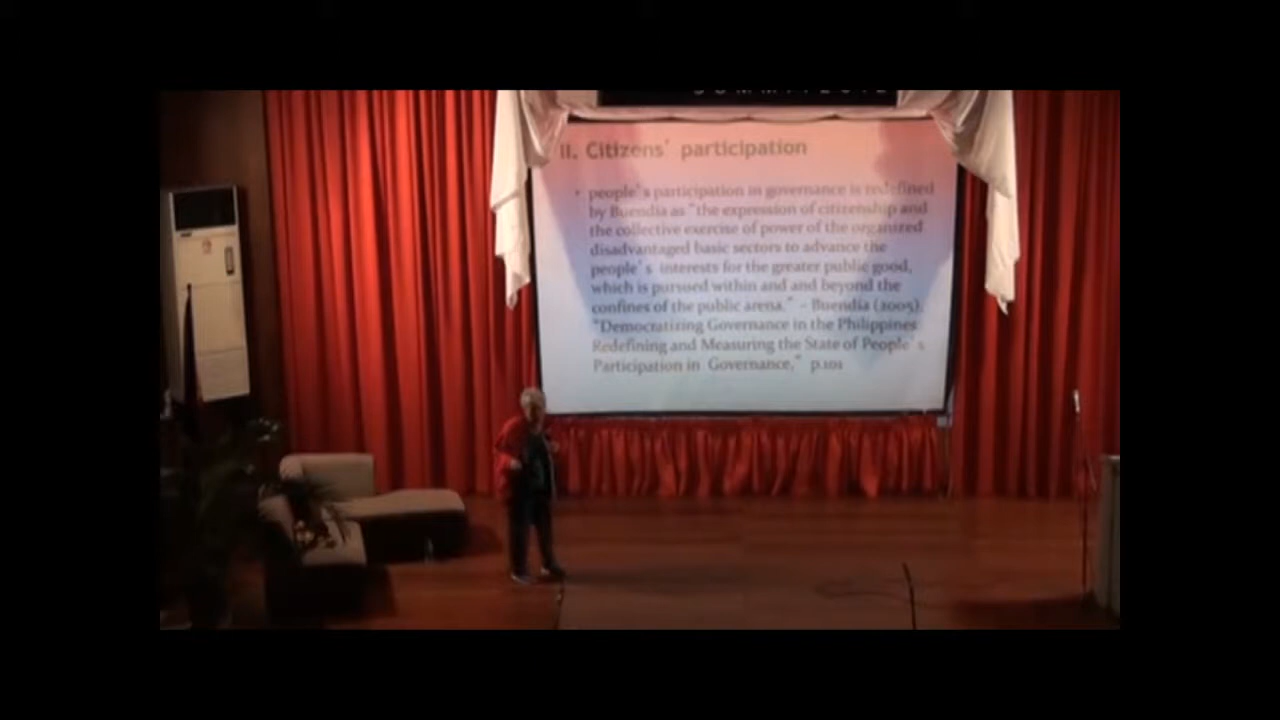 II. Citizens' participation
• people's participation in governance is redefined
by Buendia as "the expression of citizenship and
the collective exercise of power of the organized
disadvantaged basic sectors to advance the
people's interests for the greater public good,
which is pursued within and and beyond the
confines of the public arena." - Buendia (2005),
"Democratizing Governance in the Philippines:
Redefining and Measuring the State of People's
Participation in Governance," p.101